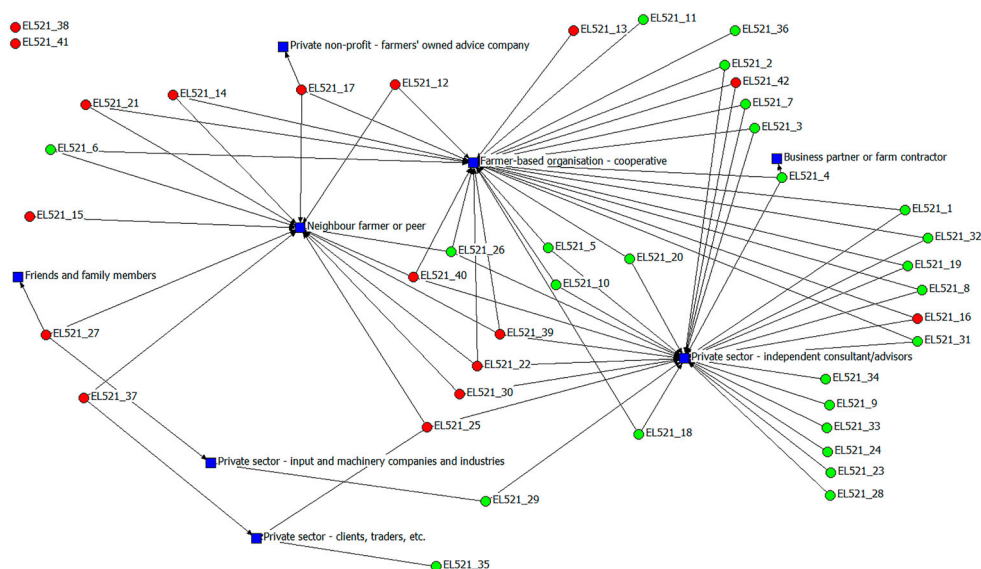 EL521_38
EL521_41
EL521_11
EL521_13
EL521_36
Private non-profit - farmers' owned advice company
EL521_2
EL521_12
EL521_42
EL521_17
EL521_14
EL521_21
EL521_7
EL521_3
EL521_6
Business partner or farm contractor
Farmer-based organisation - cooperative
EL521_4
EL521_1
EL521_15
Neighbour farmer or peer
EL521_32
EL521_5
EL521_26
EL521_20
EL521_19
Friends and family members
EL521_40
EL521_10
EL521_8
EL521_16
EL521_27
EL521_39
EL521_31
Private sector - independent consultant/advisors
EL521_22
EL521_34
EL521_30
EL521_37
EL521_9
EL521_25
EL521_33
EL521_18
EL521_24
Private sector - input and machinery companies and industries
EL521_23
EL521_28
EL521_29
Private sector - clients, traders, etc.
EL521_35